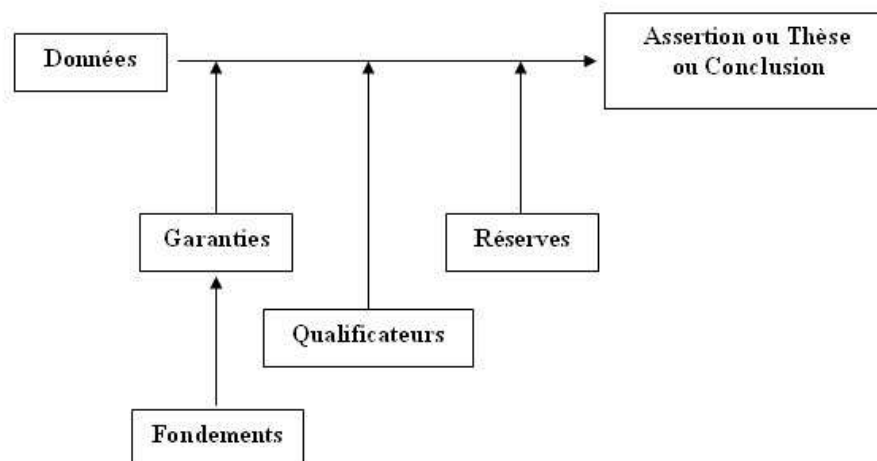 Données
Assertion ou Thèse
ou Conclusion
Garanties
Réserves
Qualificateurs
Fondements